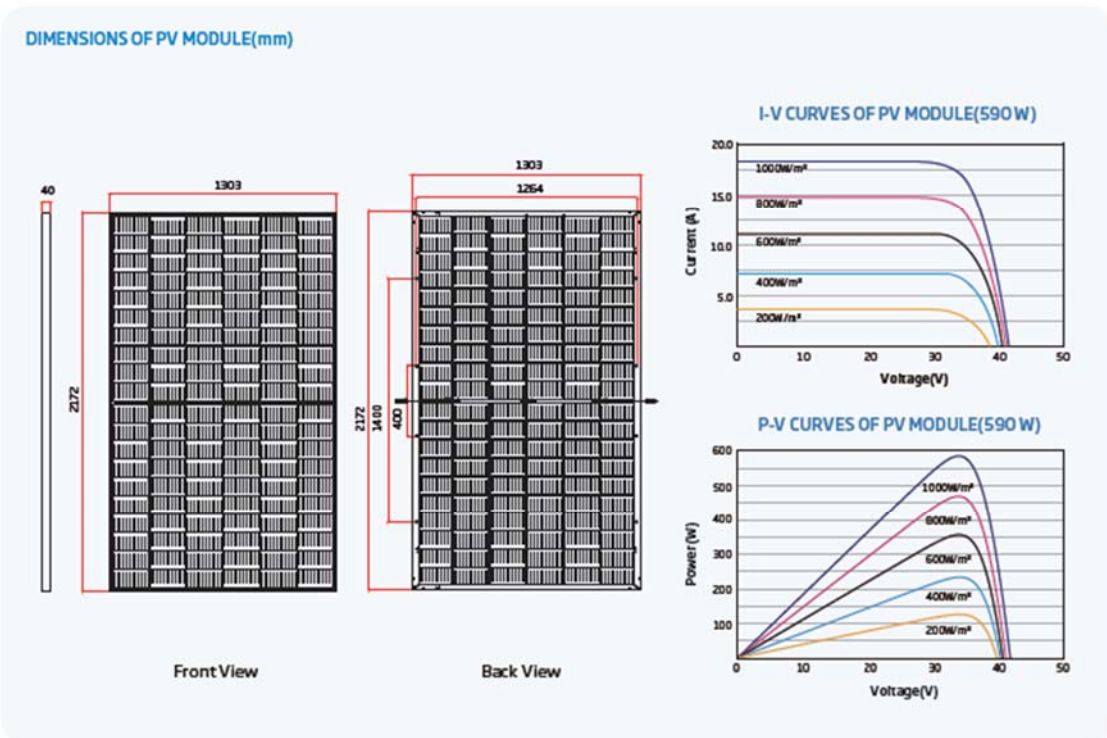 DIMENSIONS OF PV MODULE(mm)
40
1303
2172
Front View
1303
1264
2172
1400
400
Back View
I-V CURVES OF PV MODULE(590 W)
20.0
15.0
10.0
5.0
Current (A)
1000W/m²
800W/m²
600W/m²
400W/m²
200W/m²
0 10 20 30 40 50
Voltage(V)
P-V CURVES OF PV MODULE(590 W)
600
500
400
300
200
100
Power (W)
1000W/m²
800W/m²
600W/m²
400W/m²
200W/m²
0 10 20 30 40 50
Voltage(V)